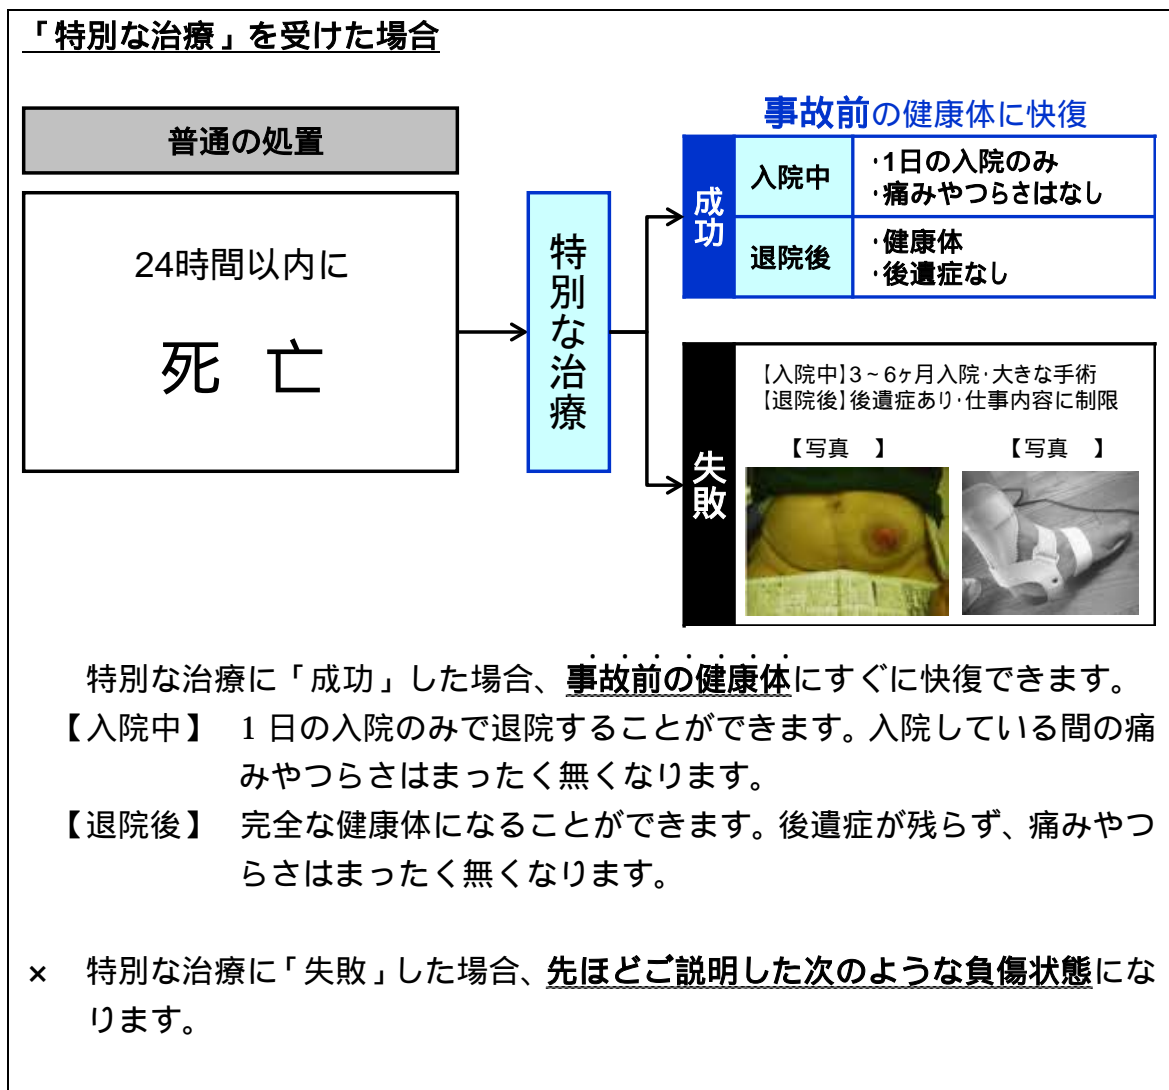 「特別な治療」を受けた場合
普通の処置
24時間以内に
死 亡
特別な治療
事故前の健康体に快復
成功
入院中
・1日の入院のみ
・痛みやつらさはなし
退院後
・健康体
・後遺症なし
失敗
【入院中】3~6ヶ月入院・大きな手術
【退院後】後遺症あり・仕事内容に制限
【写真 】
【写真 】
特別な治療に「成功」した場合、事故前の健康体にすぐに快復できます。
【入院中】 1日の入院のみで退院することができます。入院している間の痛
みやつらさはまったく無くなります。
【退院後】 完全な健康体になることができます。後遺症が残らず、痛みやつ
らさはまったく無くなります。
× 特別な治療に「失敗」した場合、先ほどご説明した次のような負傷状態にな
ります。